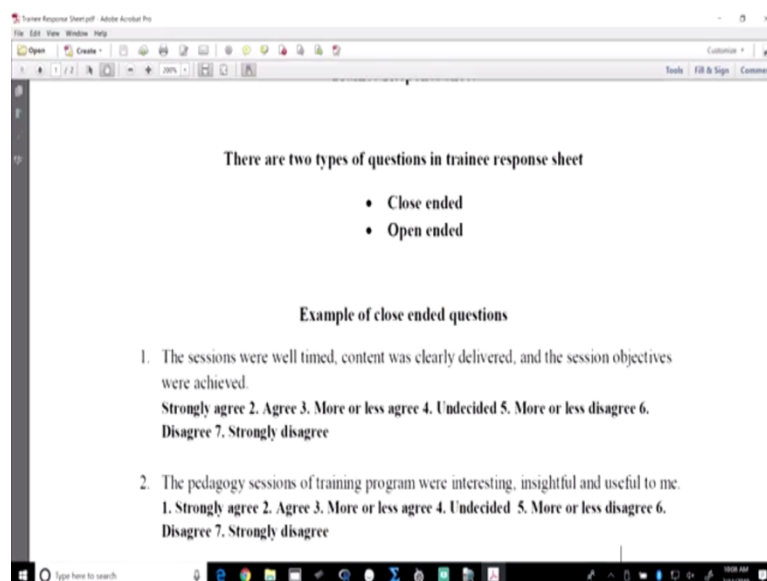 Trainee Response Sheet.pdf - Adobe Acrobat Pro
File Edit View Window Help
Open Create Customize
1 / 2 200% Tools Fill & Sign Comme
There are two types of questions in trainee response sheet
• Close ended
• Open ended
Example of close ended questions
1. The sessions were well timed, content was clearly delivered, and the session objectives
were achieved.
Strongly agree 2. Agree 3. More or less agree 4. Undecided 5. More or less disagree 6.
Disagree 7. Strongly disagree
2. The pedagogy sessions of training program were interesting, insightful and useful to me.
1. Strongly agree 2. Agree 3. More or less agree 4. Undecided 5. More or less disagree 6.
Disagree 7. Strongly disagree
Type here to search 10:08 AM